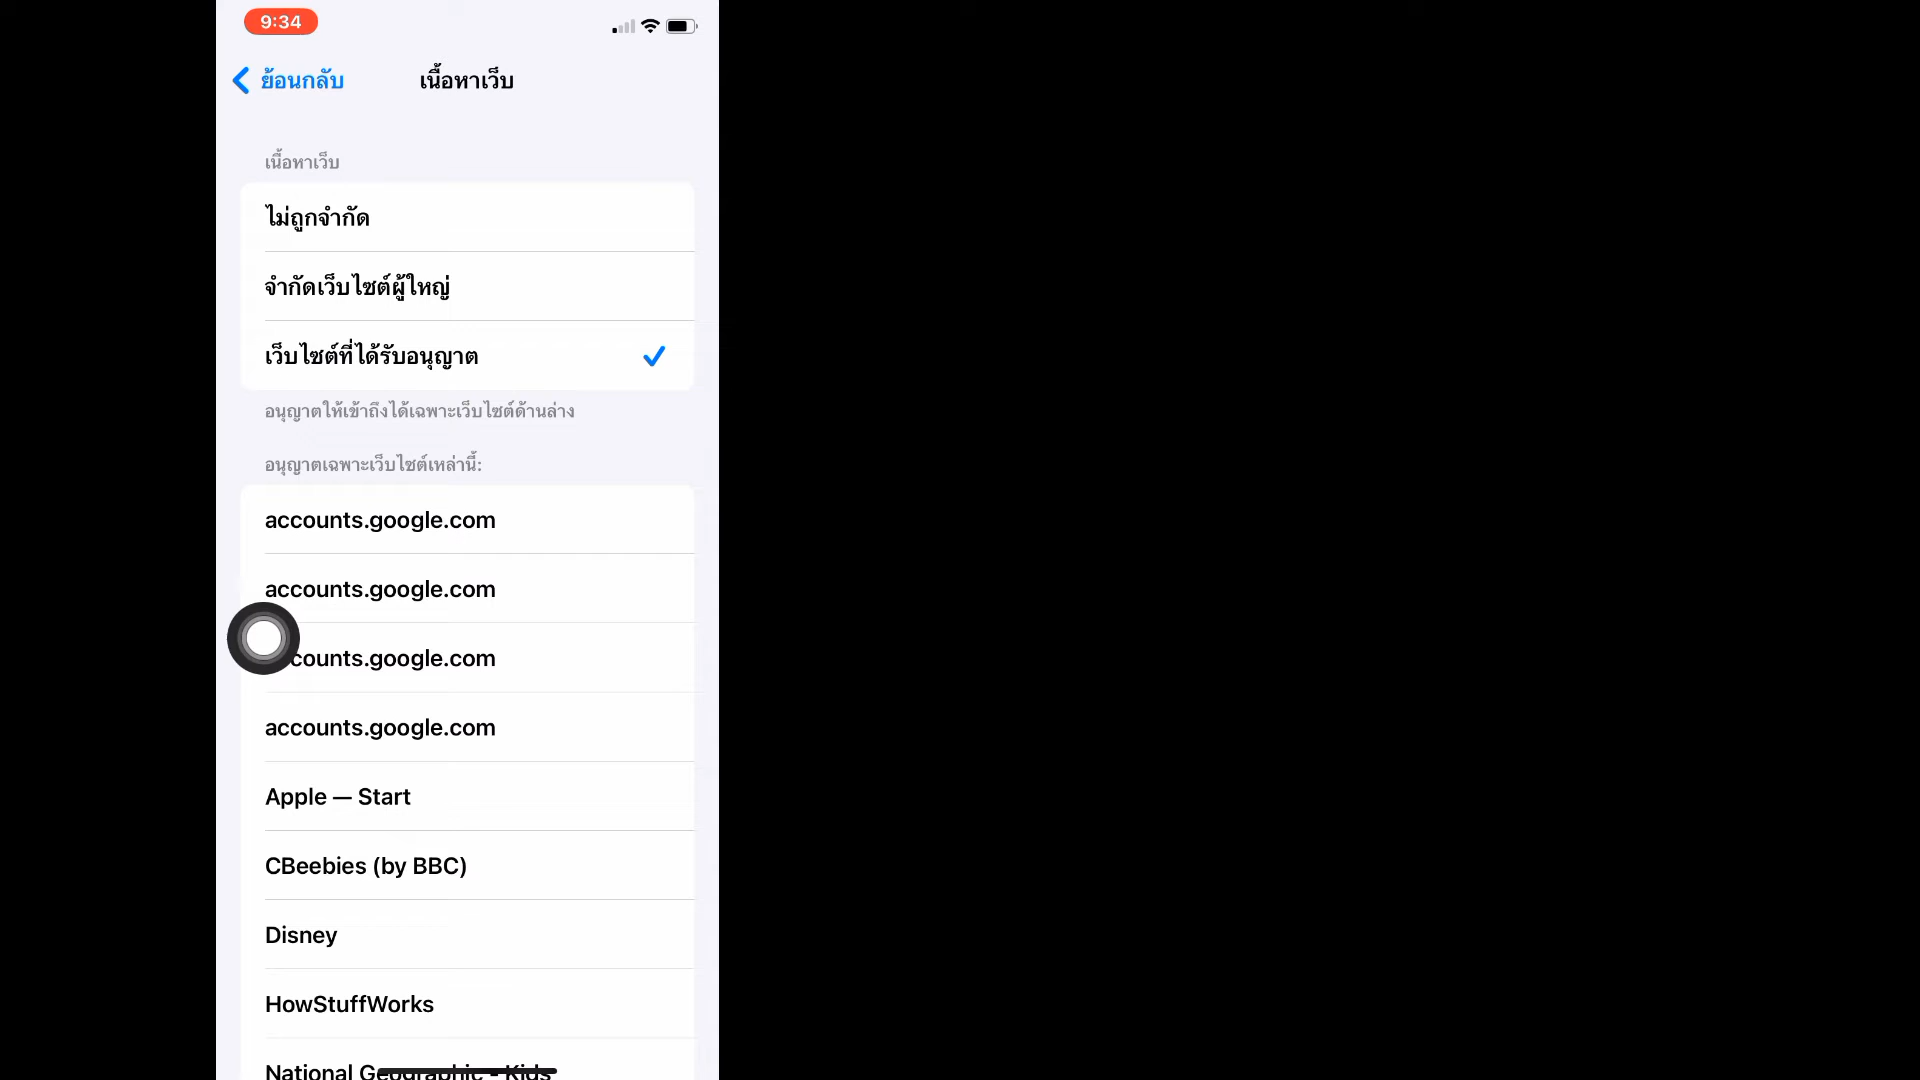 9:34
ย้อนกลับ
เนื้อหาเว็บ
เนื้อหาเว็บ
ไม่ถูกจำกัด
จำกัดเว็บไซต์ผู้ใหญ่
เว็บไซต์ที่ได้รับอนุญาต
อนุญาตให้เข้าถึงได้เฉพาะเว็บไซต์ด้านล่าง
อนุญาตเฉพาะเว็บไซต์เหล่านี้:
accounts.google.com
accounts.google.com
counts.google.com
accounts.google.com
Apple — Start
CBeebies (by BBC)
Disney
HowStuffWorks
National Geographic - Kids